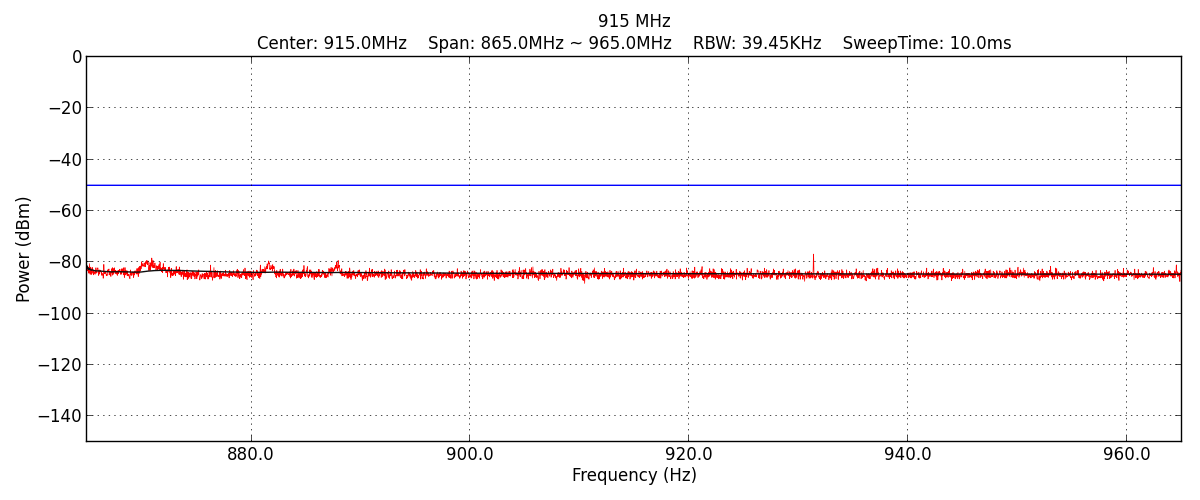 915 MHz
Center: 915.0MHz    Span: 865.0MHz ~ 965.0MHz    RBW: 39.45KHz    SweepTime: 10.0ms
0
−20
−40
−60
−80
−100
−120
−140
Power (dBm)
880.0 900.0 920.0 940.0 960.0
Frequency (Hz)